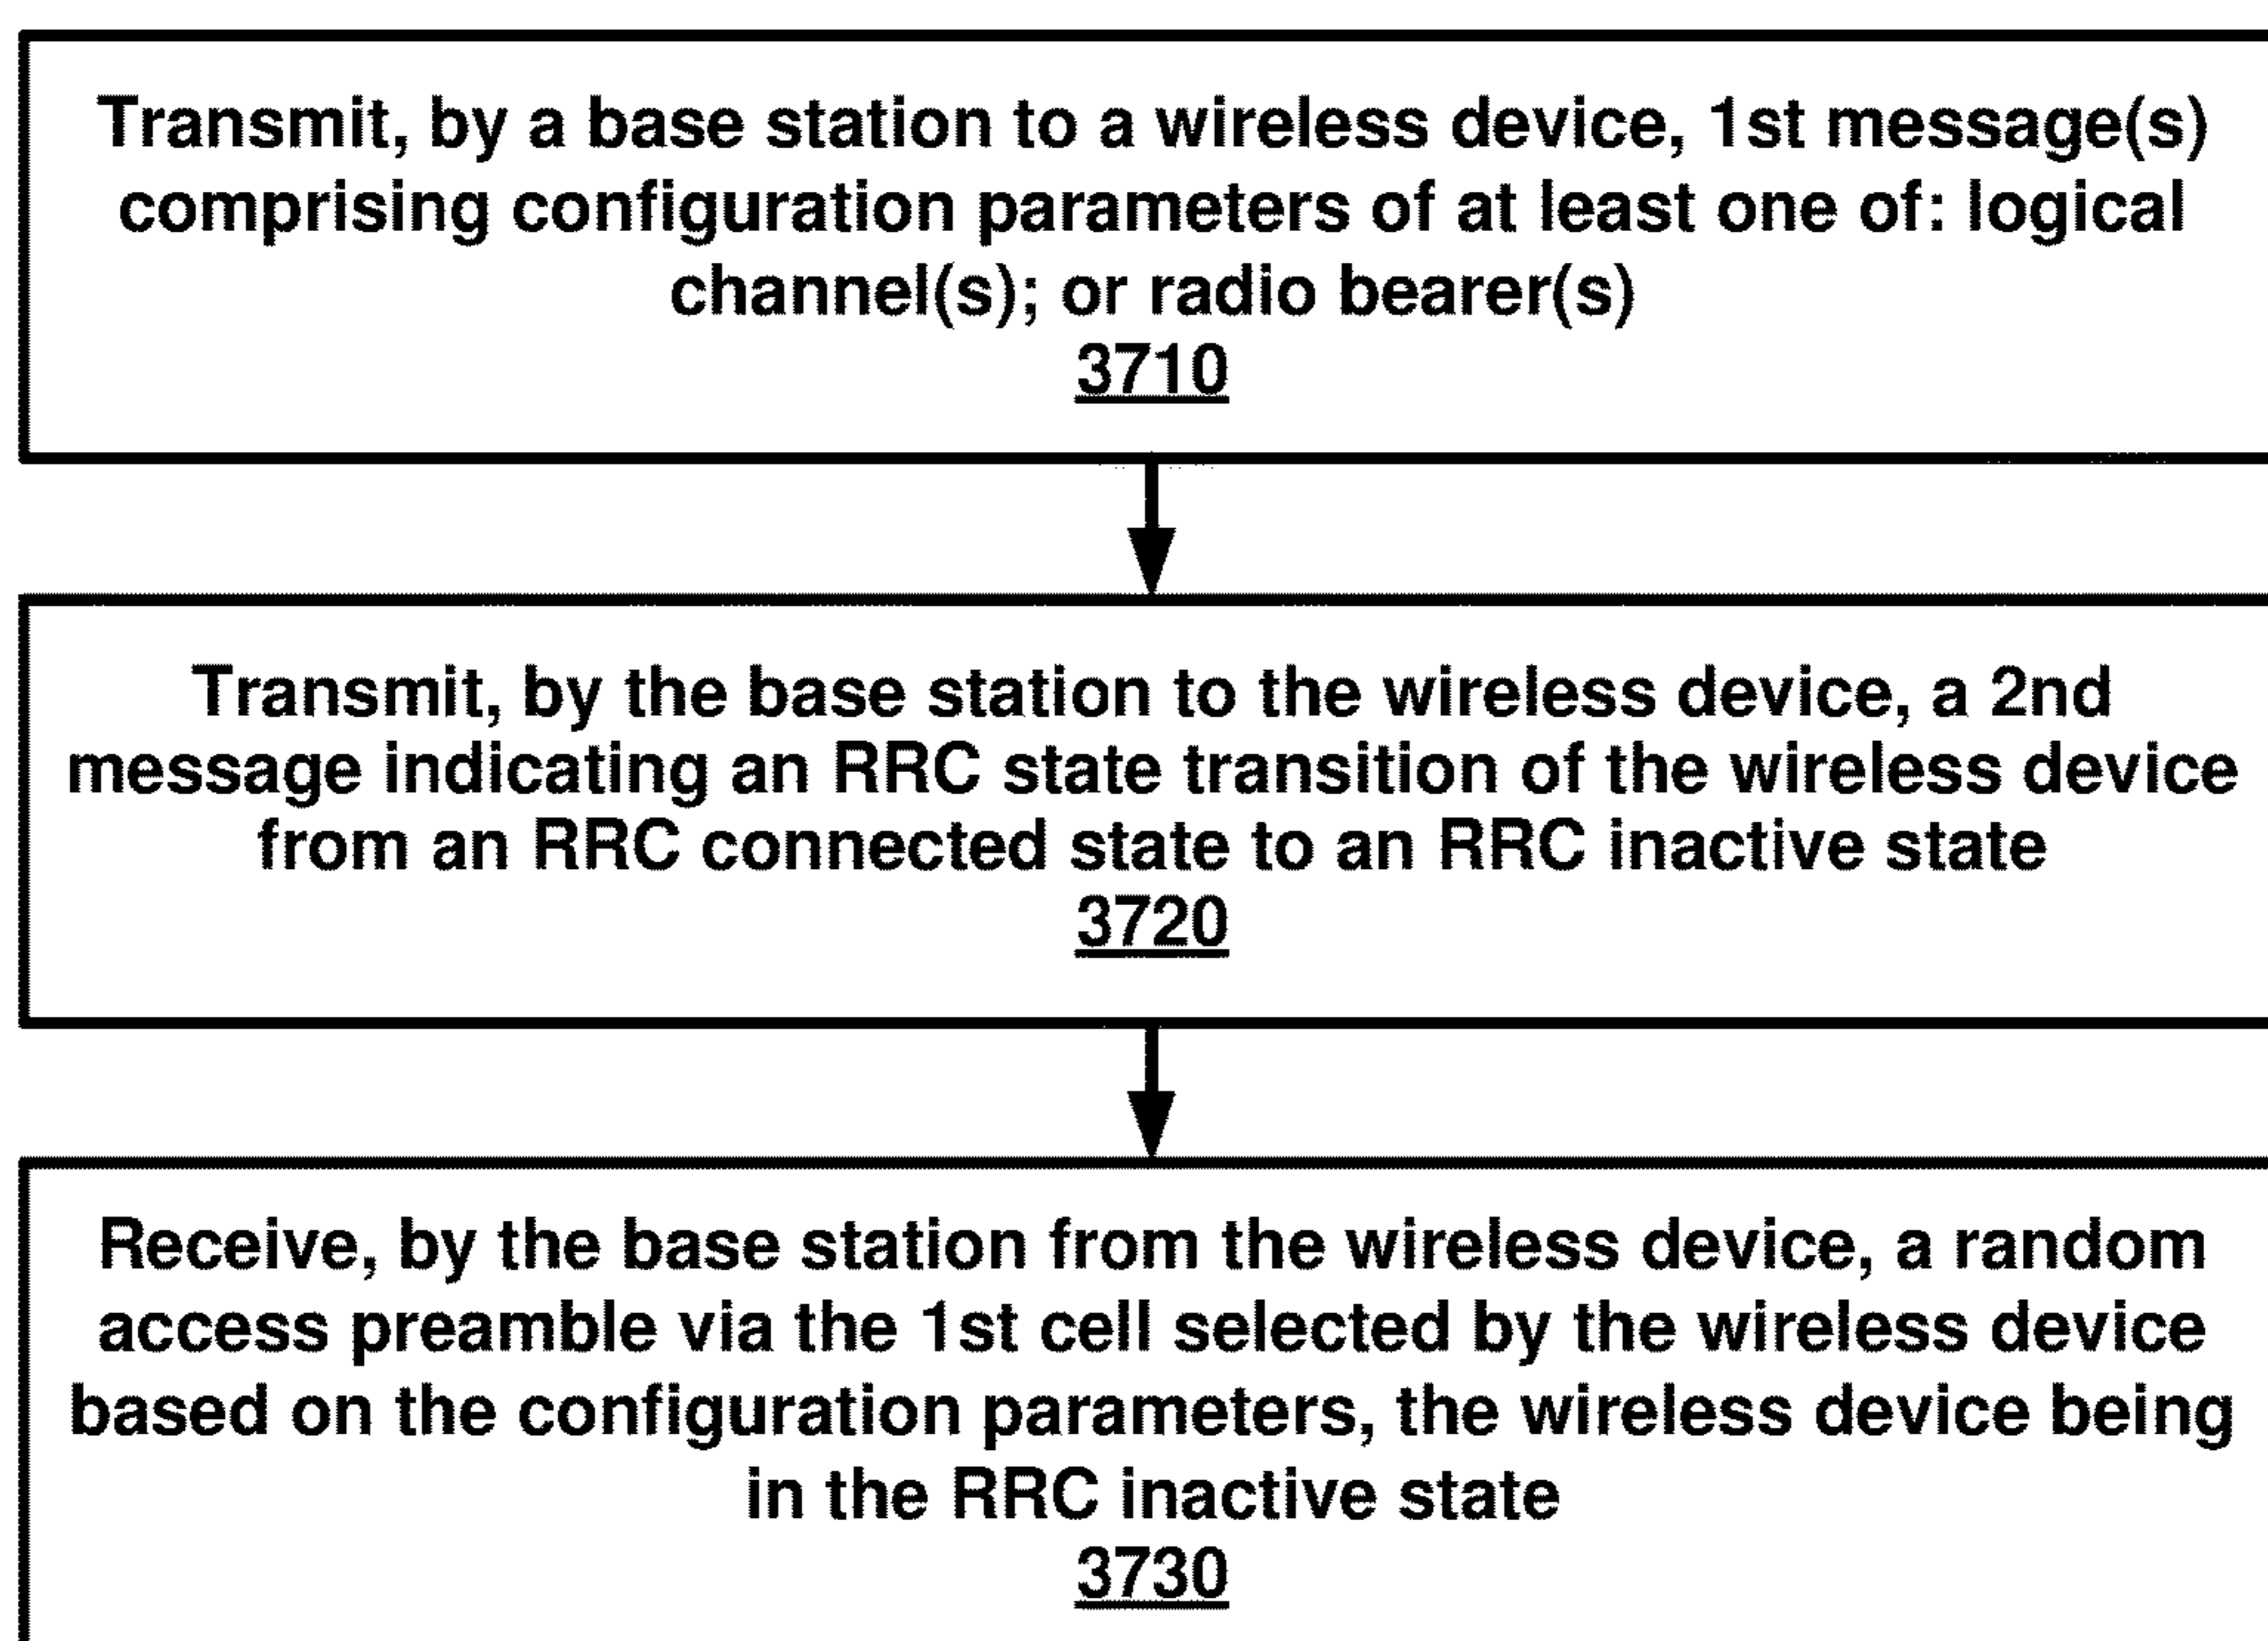 Transmit, by a base station to a wireless device, 1st message(s)
comprising configuration parameters of at least one of: logical
channel(s); or radio bearer(s)
3710
Transmit, by the base station to the wireless device, a 2nd
message indicating an RRC state transition of the wireless device
from an RRC connected state to an RRC inactive state
3720
Receive, by the base station from the wireless device, a random
access preamble via the 1st cell selected by the wireless device
based on the configuration parameters, the wireless device being
in the RRC inactive state
3730